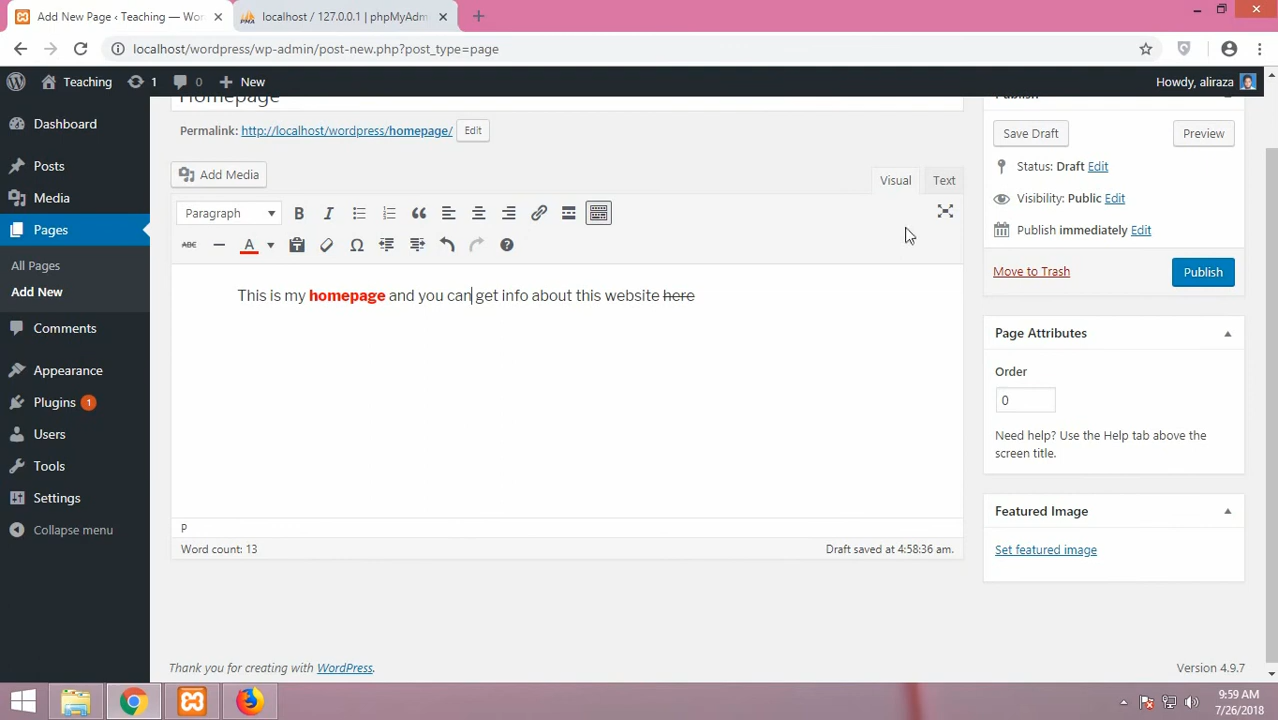 Add New Page ‹ Teaching — Wor
localhost / 127.0.0.1 | phpMyAdm
localhost/wordpress/wp-admin/post-new.php?post_type=page
Teaching 1 0 New
Howdy, aliraza
Dashboard
Posts
Media
Pages
All Pages
Add New
Comments
Appearance
Plugins 1
Users
Tools
Settings
Collapse menu
Homepage
Permalink: http://localhost/wordpress/homepage/ Edit
Add Media
Visual Text
Paragraph
This is my homepage and you can get info about this website here
P
Word count: 13
Draft saved at 4:58:36 am.
Publish
Save Draft Preview
Status: Draft Edit
Visibility: Public Edit
Publish immediately Edit
Move to Trash Publish
Page Attributes
Order
0
Need help? Use the Help tab above the
screen title.
Featured Image
Set featured image
Thank you for creating with WordPress.
Version 4.9.7
9:59 AM
7/26/2018